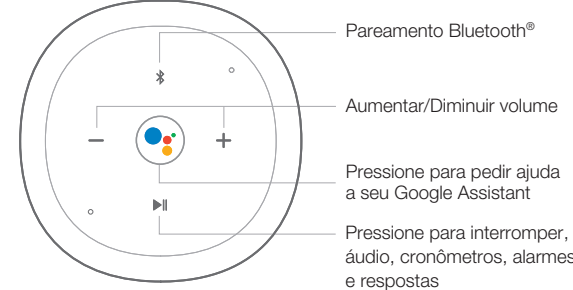 Pareamento Bluetooth®
Aumentar/Diminuir volume
Pressione para pedir ajuda
a seu Google Assistant
Pressione para interromper,
áudio, cronômetros, alarmes
e respostas